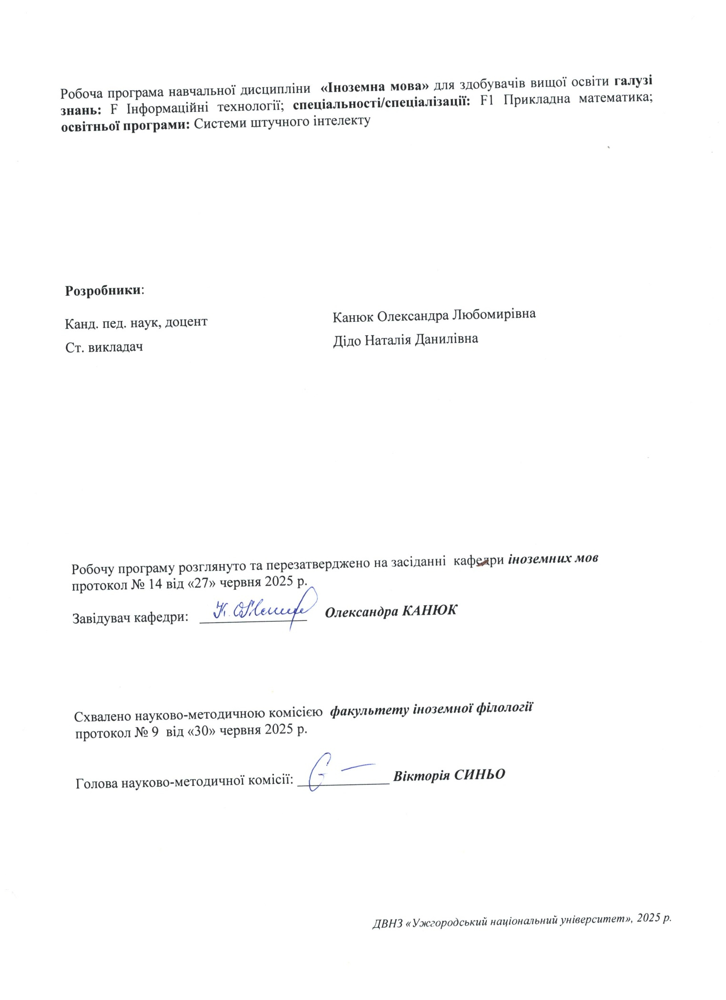 Робоча програма навчальної дисципліни «Іноземна мова» для здобувачів вищої освіти галузі
знань: F Інформаційні технології; спеціальності/спеціалізації: F1 Прикладна математика;
освітньої програми: Системи штучного інтелекту
Розробники:
Канд. пед. наук, доцент Канюк Олександра Любомирівна
Ст. викладач Дідо Наталія Данилівна
Робочу програму розглянуто та перезатверджено на засіданні кафедри іноземних мов
протокол № 14 від «27» червня 2025 р.
Завідувач кафедри: Олександра КАНЮК
Схвалено науково-методичною комісією факультету іноземної філології
протокол № 9 від «30» червня 2025 р.
Голова науково-методичної комісії: Вікторія СИНЬО
ДВНЗ «Ужгородський національний університет», 2025 р.